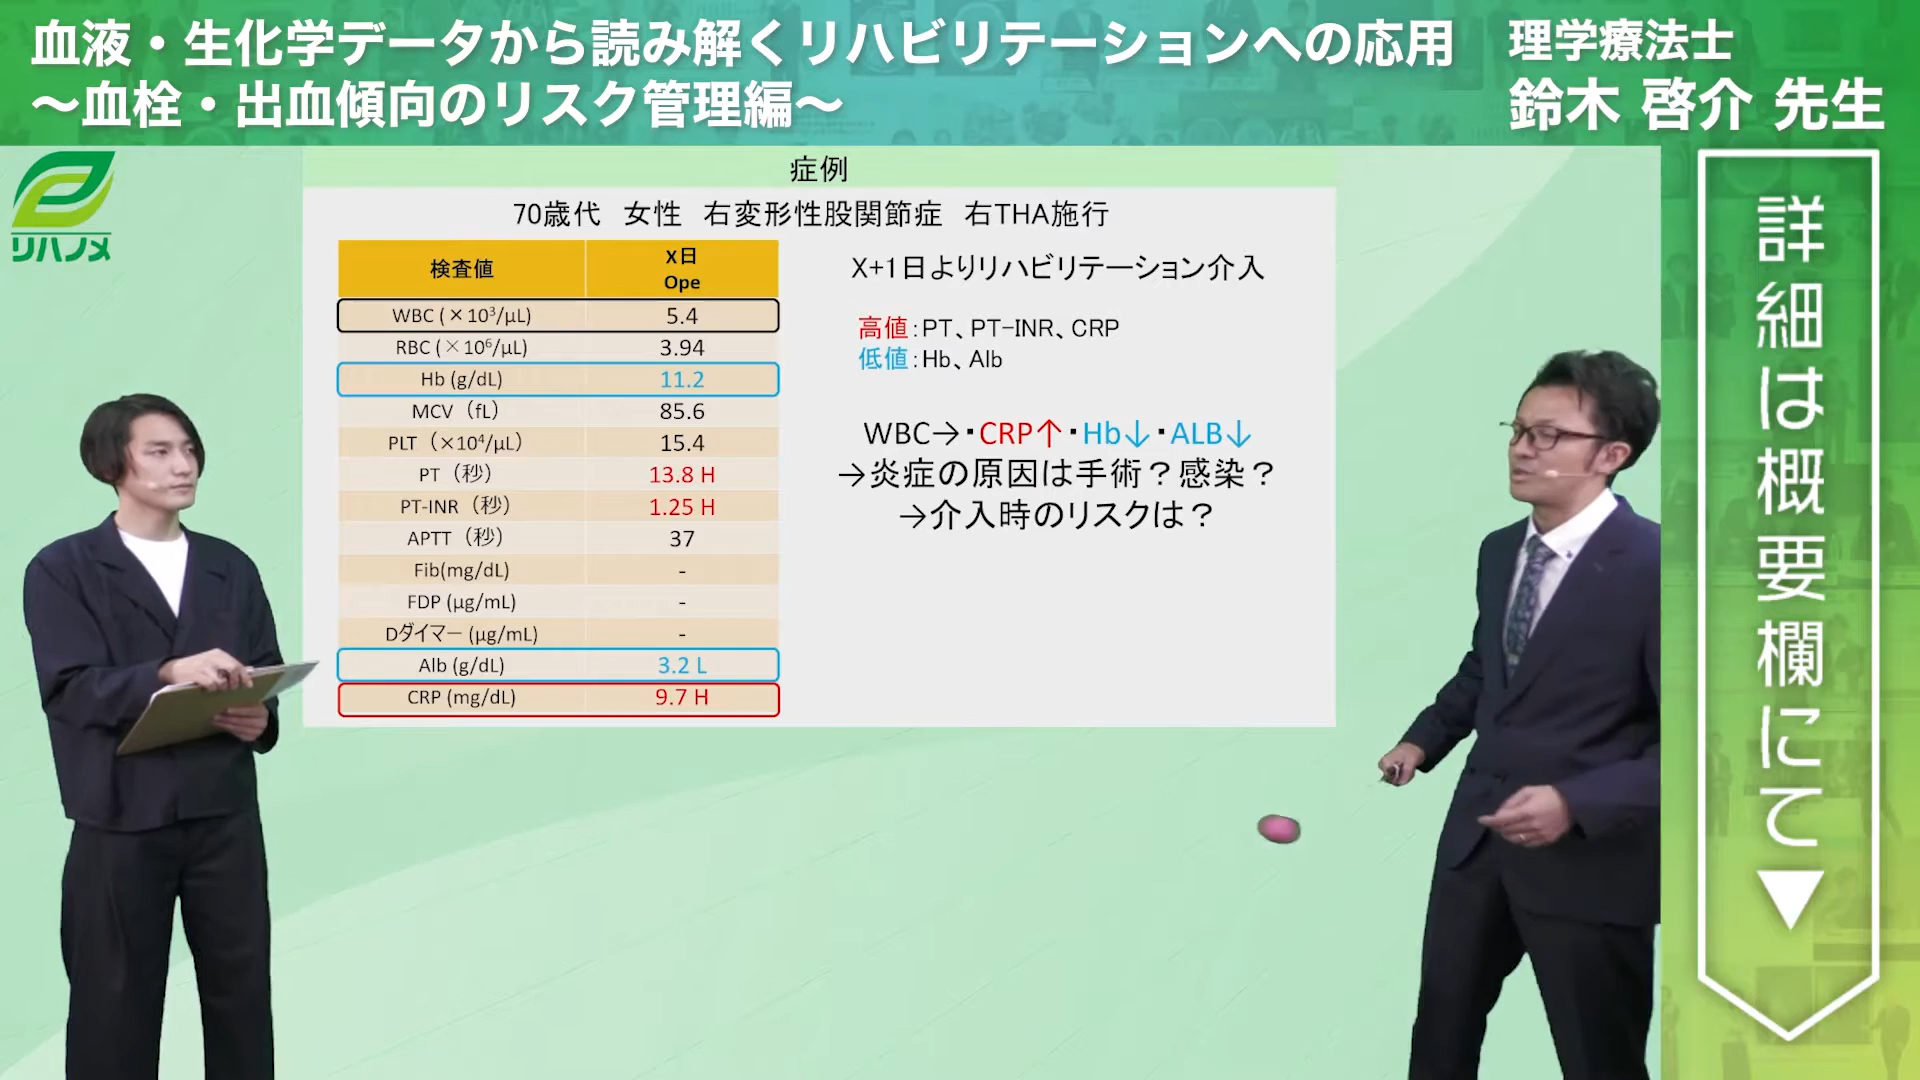 血液・生化学データから読み解くリハビリテーションへの応用
～血栓・出血傾向のリスク管理編～
理学療法士
鈴木 啓介 先生
リハノメ
症例
70歳代 女性 右変形性股関節症 右THA施行
検査値 X日 Ope
WBC (×10³/μL) 5.4
RBC (×10⁶/μL) 3.94
Hb (g/dL) 11.2
MCV（fL） 85.6
PLT（×10⁴/μL） 15.4
PT（秒） 13.8 H
PT-INR（秒） 1.25 H
APTT（秒） 37
Fib(mg/dL) -
FDP (μg/mL) -
Dダイマー (μg/mL) -
Alb (g/dL) 3.2 L
CRP (mg/dL) 9.7 H
X+1日よりリハビリテーション介入
高値：PT、PT-INR、CRP
低値：Hb、Alb
WBC→・CRP↑・Hb↓・ALB↓
→炎症の原因は手術？感染？
→介入時のリスクは？
詳細は概要欄にて▼